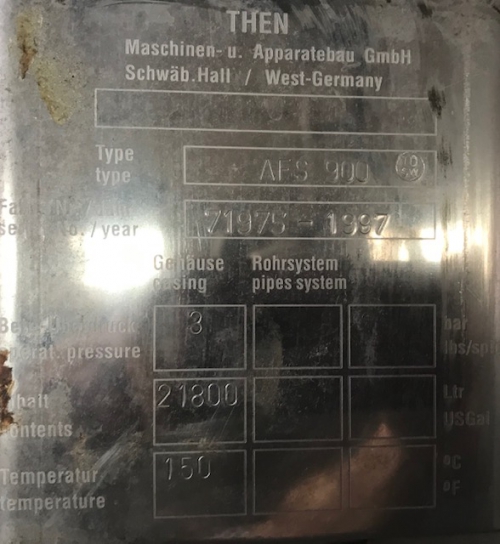 THEN
Maschinen- u. Apparatebau GmbH
Schwäb.Hall / West-Germany
Type
type
AFS 900
/year
71975 - 1997
Gehäuse Rohrsystem
casing pipes system
3 bar
pressure
Inhalt 21800 Ltr
contents USGal
Temperatur 150 °C
temperature °F